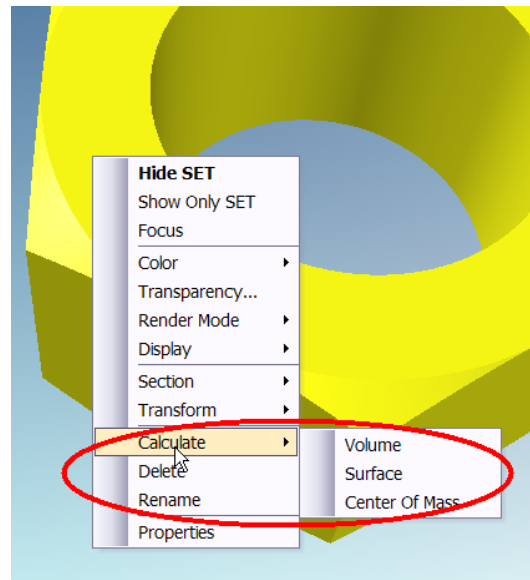 Hide SET
Show Only SET
Focus
Color
Transparency...
Render Mode
Display
Section
Transform
Calculate
Delete
Rename
Properties
Volume
Surface
Center Of Mass